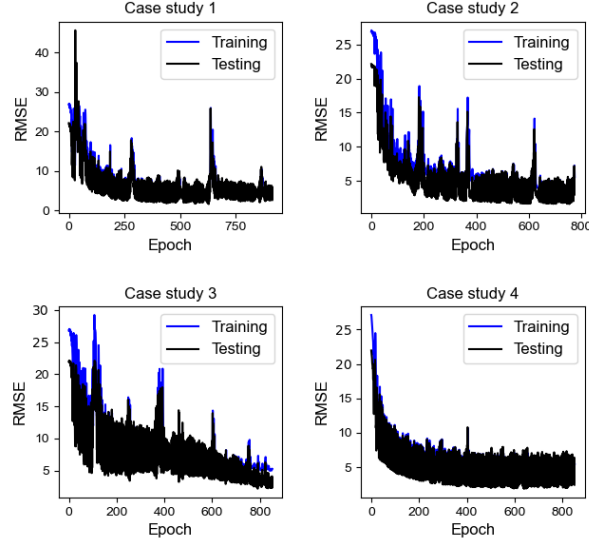 Case study 1
RMSE
40
30
20
10
0
Training
Testing
0 250 500 750
Epoch
Case study 2
RMSE
25
20
15
10
5
Training
Testing
0 200 400 600 800
Epoch
Case study 3
RMSE
30
25
20
15
10
5
Training
Testing
0 200 400 600 800
Epoch
Case study 4
RMSE
25
20
15
10
5
Training
Testing
0 200 400 600 800
Epoch